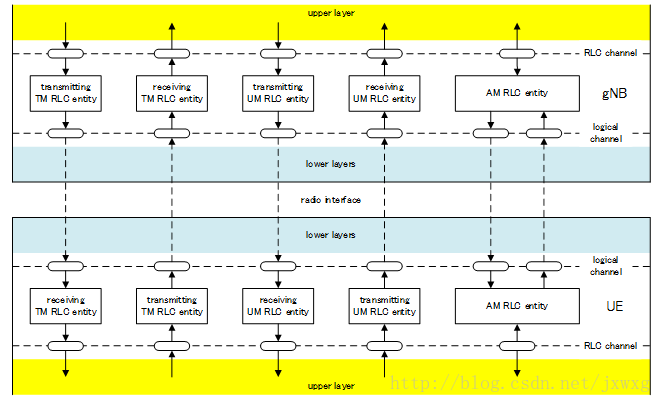 upper layer
RLC channel
transmitting
TM RLC entity
receiving
TM RLC entity
transmitting
UM RLC entity
receiving
UM RLC entity
AM RLC entity
gNB
logical
channel
lower layers
radio interface
lower layers
logical
channel
receiving
TM RLC entity
transmitting
TM RLC entity
receiving
UM RLC entity
transmitting
UM RLC entity
AM RLC entity
UE
RLC channel
upper layer
http://blog.csdn.net/jxwxg